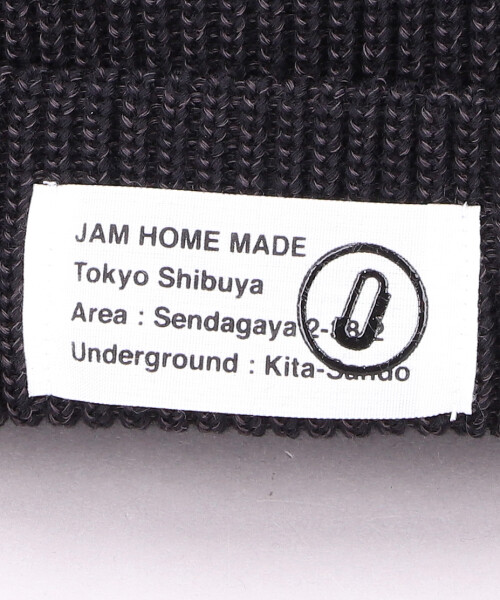 JAM HOME MADE
Tokyo Shibuya
Area : Sendagaya
Underground : Kita-Sando